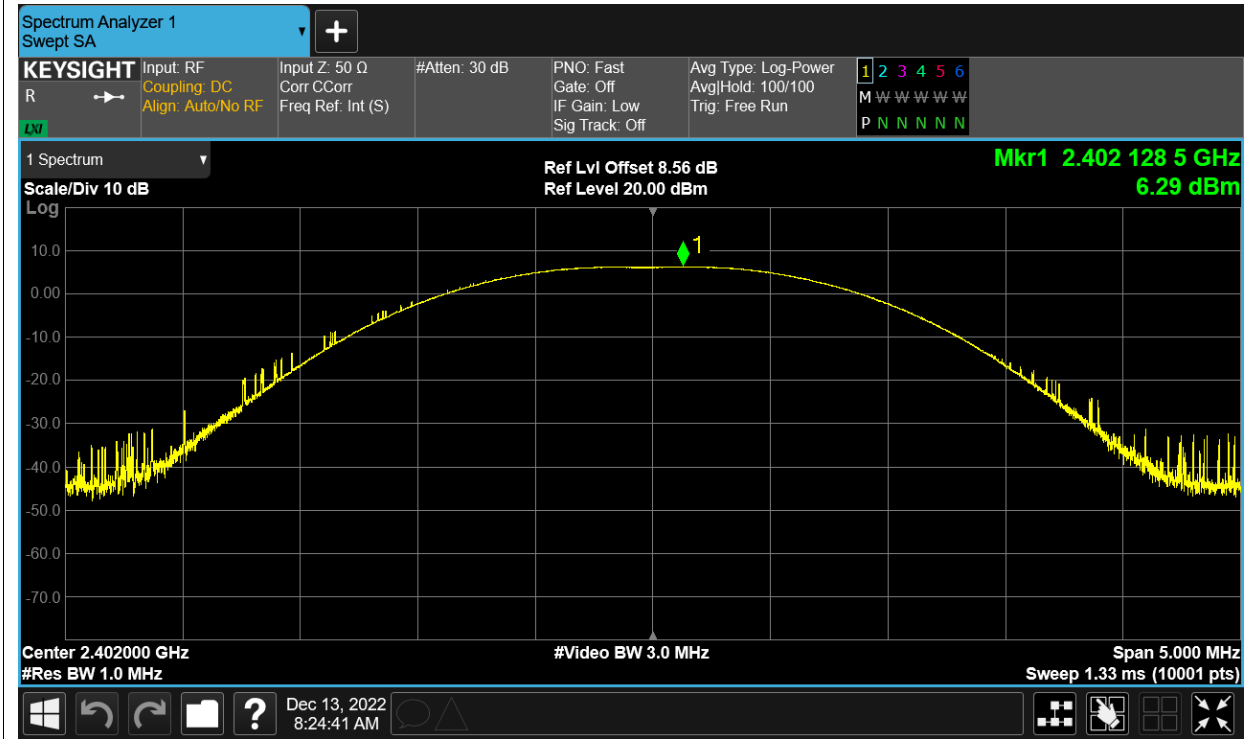 Spectrum Analyzer 1
Swept SA
+
KEYSIGHT
R
LXI
Input: RF
Coupling: DC
Align: Auto/No RF
Input Z: 50 Ω
Corr CCorr
Freq Ref: Int (S)
#Atten: 30 dB
PNO: Fast
Gate: Off
IF Gain: Low
Sig Track: Off
Avg Type: Log-Power
Avg|Hold: 100/100
Trig: Free Run
1 2 3 4 5 6
M W W W W W
P N N N N N
1 Spectrum
Scale/Div 10 dB
Log
Ref Lvl Offset 8.56 dB
Ref Level 20.00 dBm
Mkr1 2.402 128 5 GHz
6.29 dBm
1
10.0
0.00
-10.0
-20.0
-30.0
-40.0
-50.0
-60.0
-70.0
Center 2.402000 GHz
#Video BW 3.0 MHz
Span 5.000 MHz
#Res BW 1.0 MHz
Sweep 1.33 ms (10001 pts)
?
Dec 13, 2022
8:24:41 AM